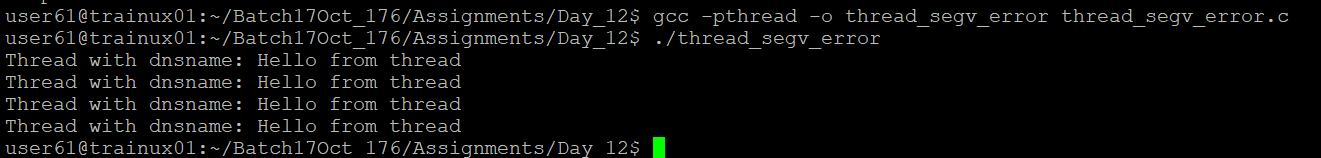 user61@trainux01:~/Batch17Oct_176/Assignments/Day_12$ gcc -pthread -o thread_segv_error thread_segv_error.c
user61@trainux01:~/Batch17Oct_176/Assignments/Day_12$ ./thread_segv_error
Thread with dnsname: Hello from thread
Thread with dnsname: Hello from thread
Thread with dnsname: Hello from thread
Thread with dnsname: Hello from thread
user61@trainux01:~/Batch17Oct_176/Assignments/Day_12$